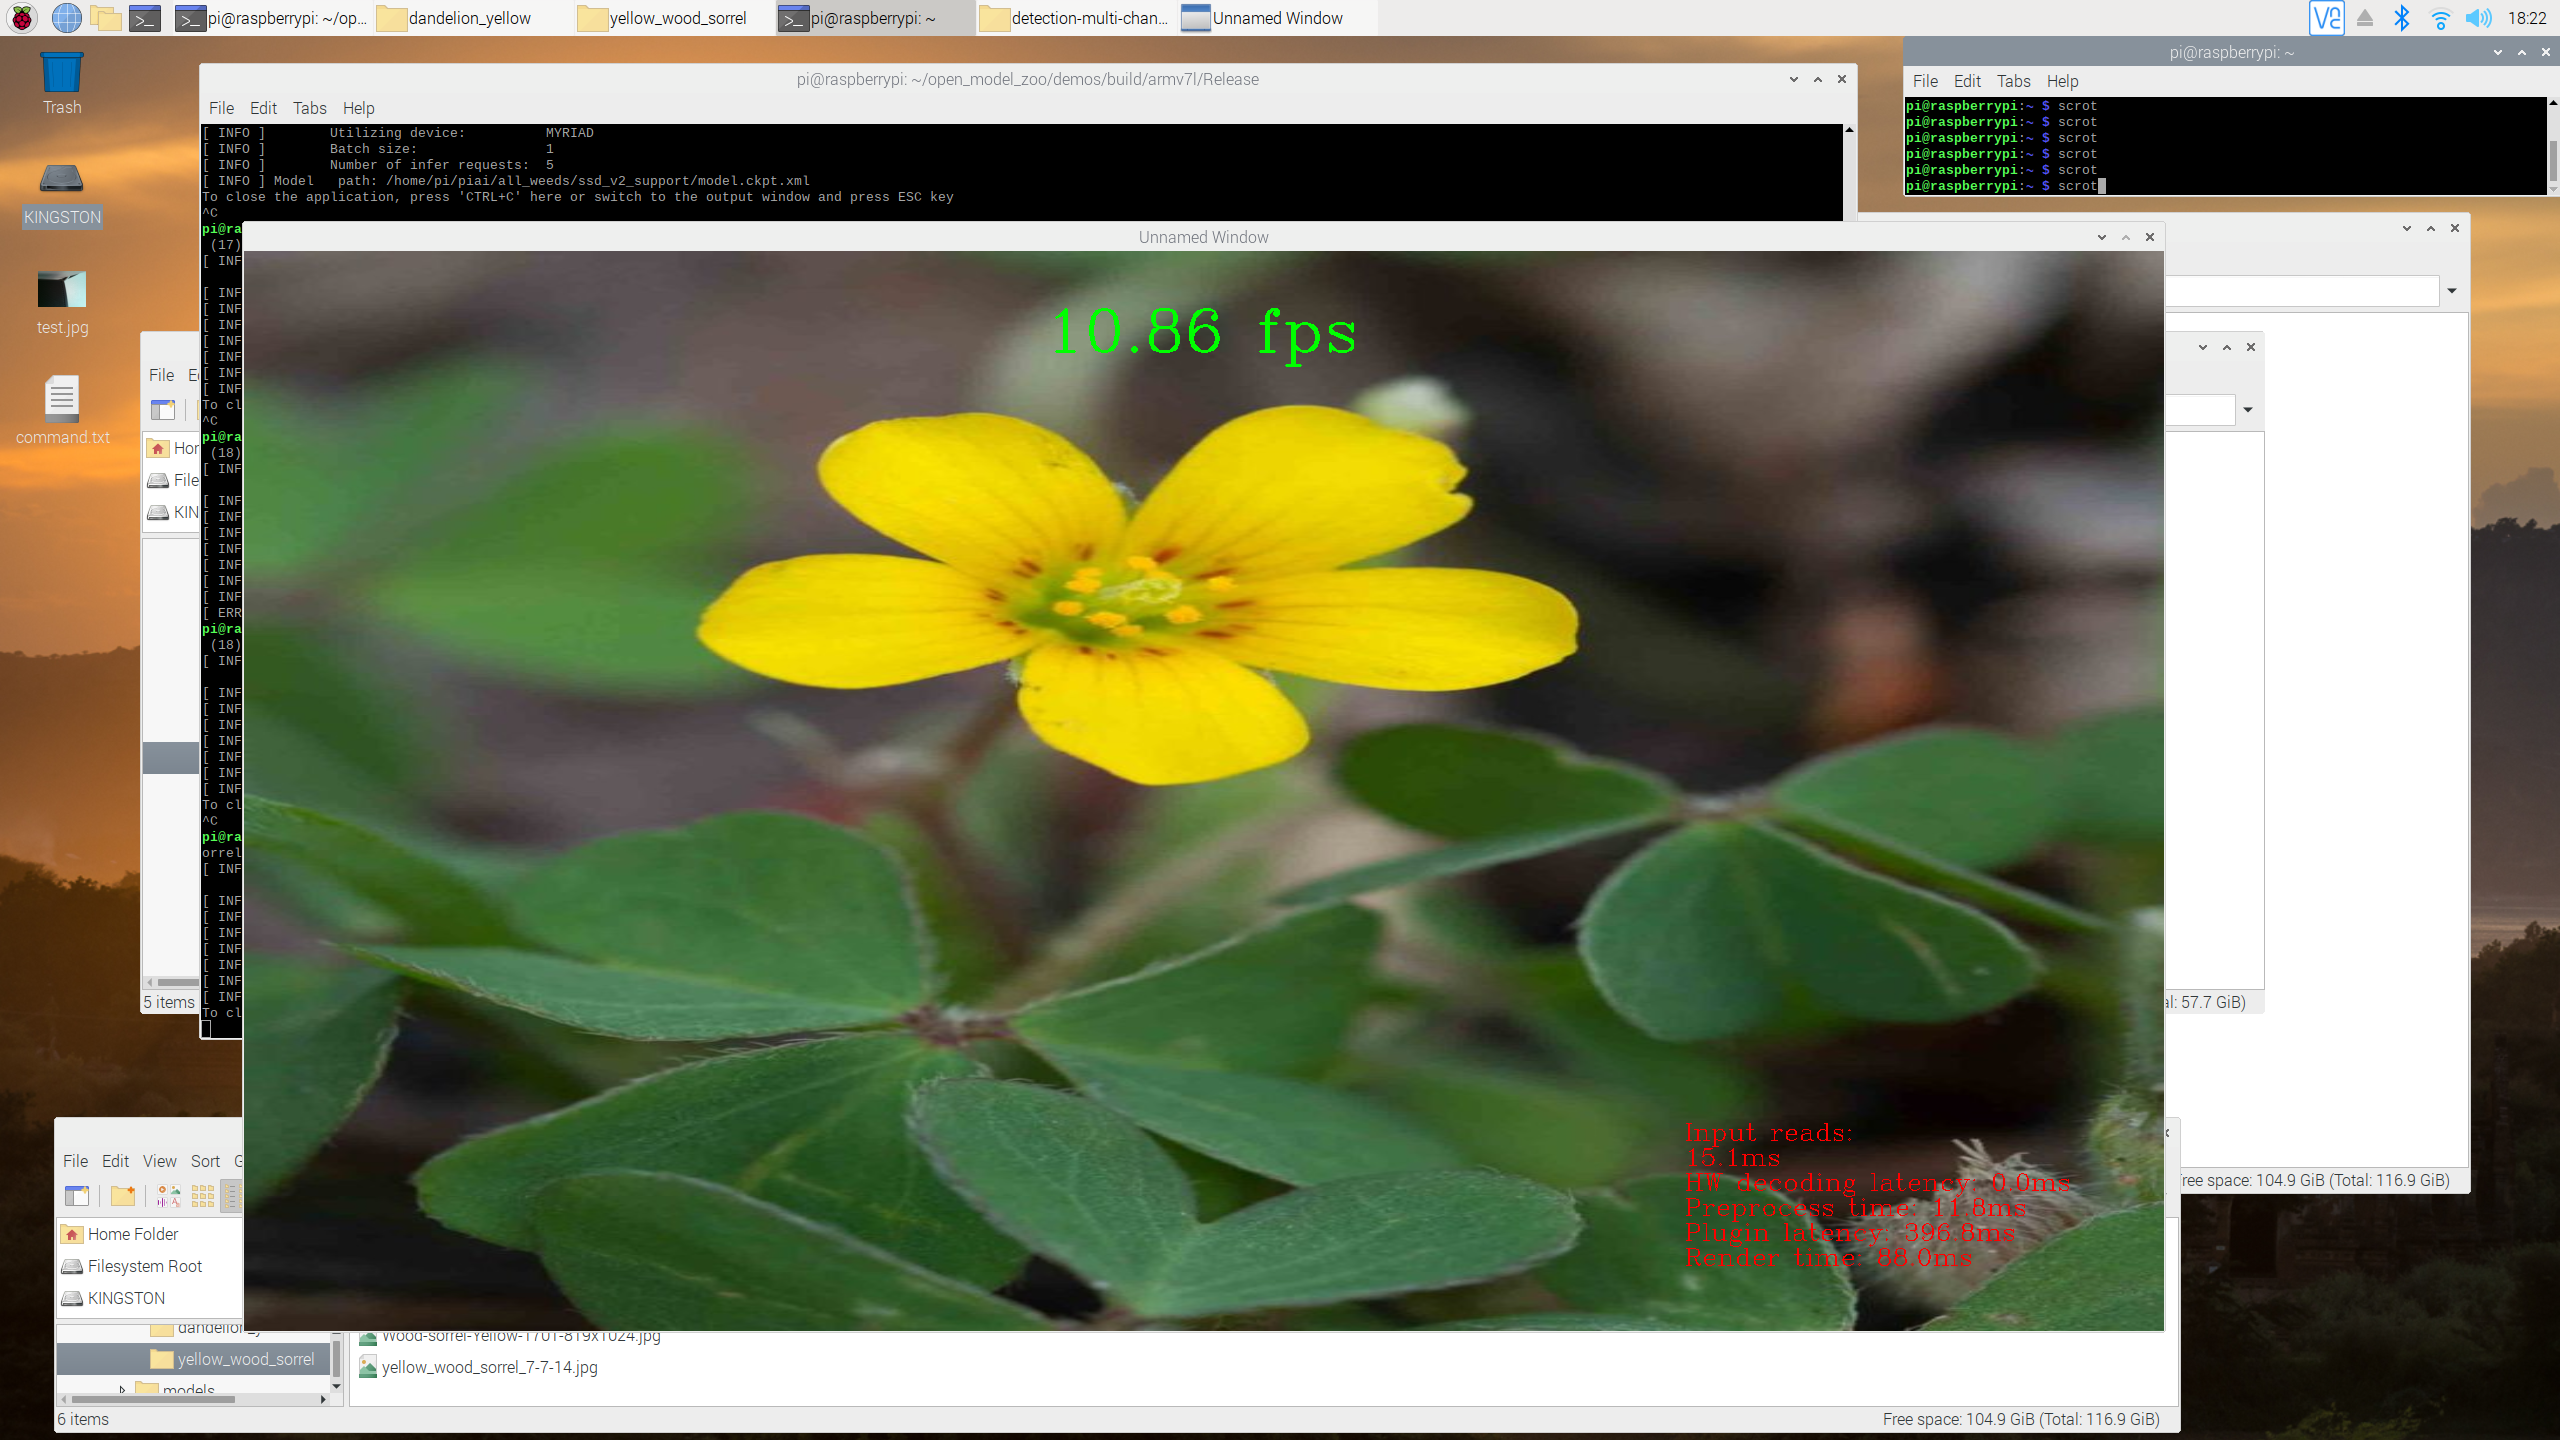 pi@raspberrypi: ~/op...
dandelion_yellow
yellow_wood_sorrel
pi@raspberrypi: ~
detection-multi-chan...
Unnamed Window
18:22
Trash
KINGSTON
test.jpg
command.txt
pi@raspberrypi: ~/open_model_zoo/demos/build/armv7l/Release
File Edit Tabs Help
[ INFO ] Utilizing device: MYRIAD
[ INFO ] Batch size: 1
[ INFO ] Number of infer requests: 5
[ INFO ] Model path: /home/pi/piai/all_weeds/ssd_v2_support/model.ckpt.xml
To close the application, press 'CTRL+C' here or switch to the output window and press ESC key
^C
pi@ra
(17)
[ INF
[ INF
[ INF
[ INF
[ INF
[ INF
[ INF
[ INF
To cl
^C
pi@ra
(18)
[ INF
[ INF
[ INF
[ INF
[ INF
[ INF
[ INF
[ INF
[ ERR
pi@ra
(18)
[ INF
[ INF
[ INF
[ INF
[ INF
[ INF
[ INF
[ INF
To cl
^C
pi@ra
orrel
[ INF
[ INF
[ INF
[ INF
[ INF
[ INF
[ INF
[ INF
To cl
pi@raspberrypi: ~
File Edit Tabs Help
pi@raspberrypi:~ $ scrot
pi@raspberrypi:~ $ scrot
pi@raspberrypi:~ $ scrot
pi@raspberrypi:~ $ scrot
pi@raspberrypi:~ $ scrot
pi@raspberrypi:~ $ scrot
Unnamed Window
10.86 fps
Input reads:
15.1ms
HW decoding latency: 0.0ms
Preprocess time: 11.8ms
Plugin latency: 396.8ms
Render time: 88.0ms
File E
Hor
File
KIN
5 items
al: 57.7 GiB)
ree space: 104.9 GiB (Total: 116.9 GiB)
File Edit View Sort G
Home Folder
Filesystem Root
KINGSTON
yellow_wood_sorrel
models
Wood-sorrel-Yellow-1701-819x1024.jpg
yellow_wood_sorrel_7-7-14.jpg
6 items
Free space: 104.9 GiB (Total: 116.9 GiB)